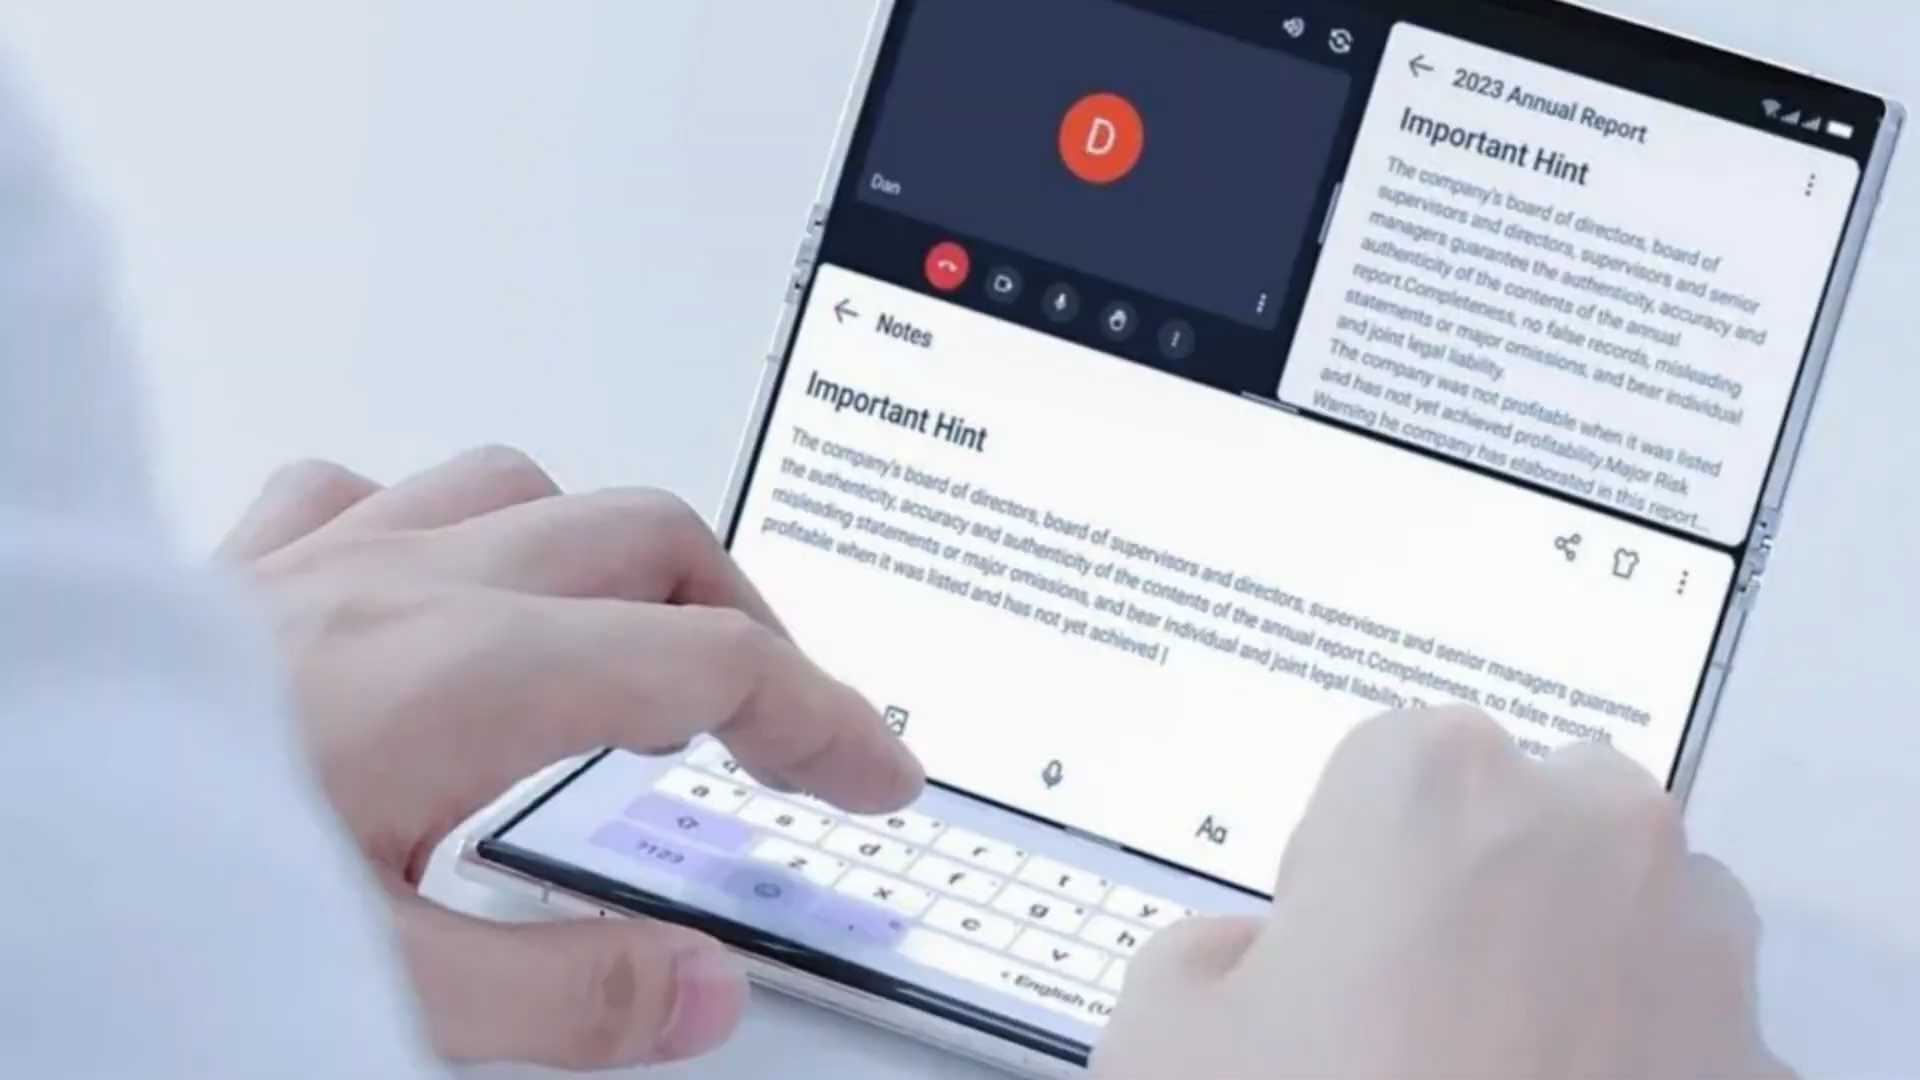 D
Dan
2023 Annual Report
Important Hint
The company's board of directors, board of
supervisors and directors, supervisors and senior
managers guarantee the authenticity, accuracy and
authenticity of the contents of the annual
report.Completeness, no false records, misleading
statements or major omissions, and bear individual
and joint legal liability.
The company was not profitable when it was listed
and has not yet achieved profitability.Major Risk
Warning he company has elaborated in this report...
Notes
Important Hint
The company's board of directors, board of supervisors and directors, supervisors and senior managers guarantee
the authenticity, accuracy and authenticity of the contents of the annual report.Completeness, no false records,
misleading statements or major omissions, and bear individual and joint legal liability.The was
profitable when it was listed and has not yet achieved
Aa
q e r t y
a s d f g h
z x c v
?123
< English (U